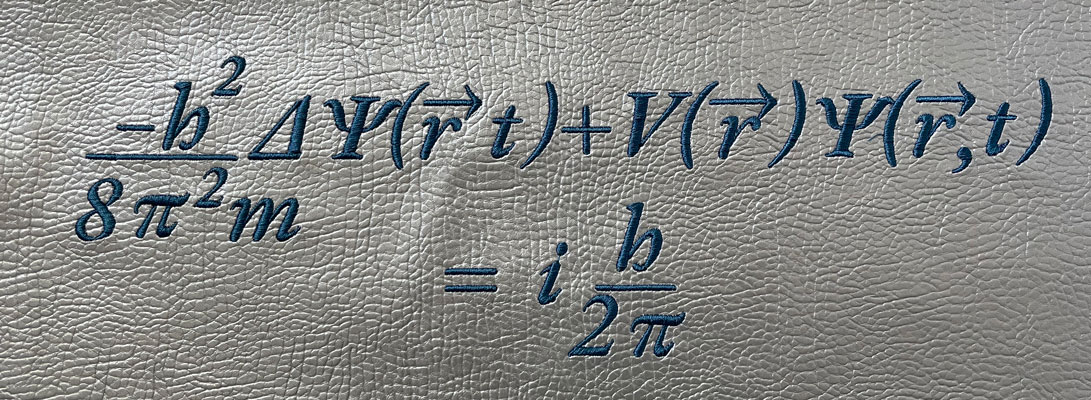 -h²/8π²m ΔΨ(r⃗ t)+V(r⃗)Ψ(r⃗,t)
= i h/2π